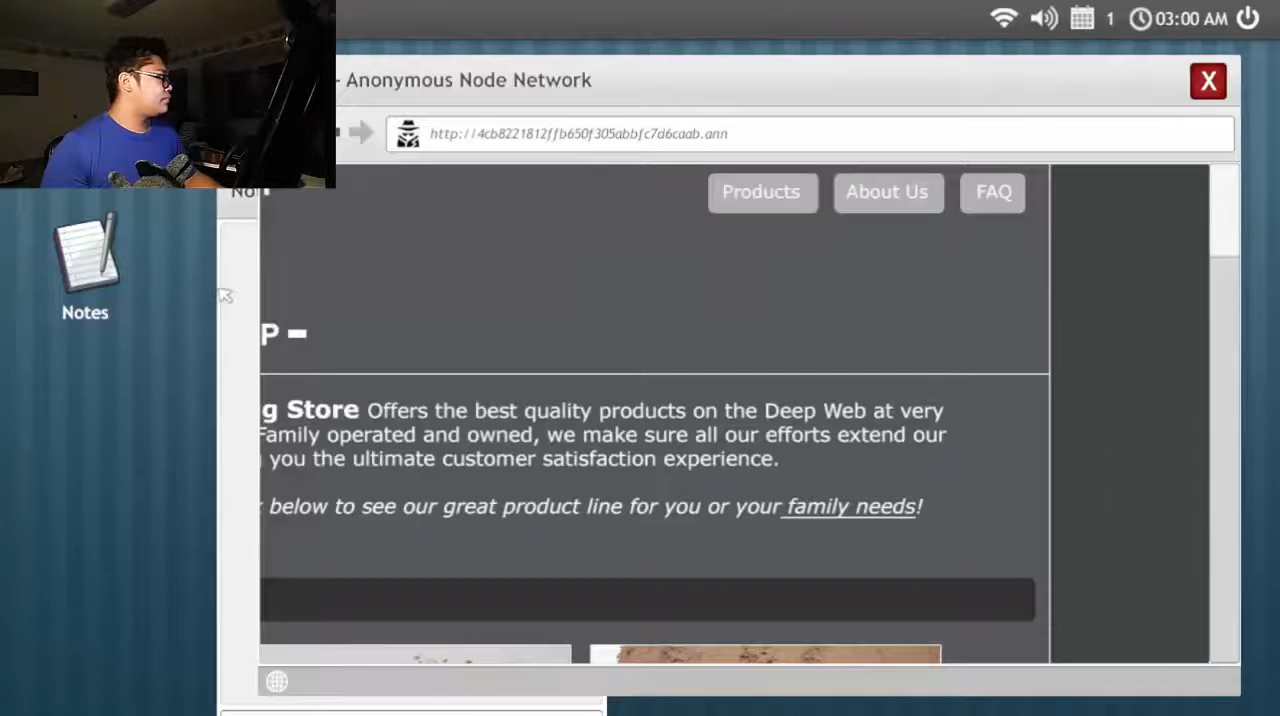 1 03:00 AM
- Anonymous Node Network
X
http://4cb8221812ffb650f305abbfc7d6caab.ann
Products About Us FAQ
Notes
P -
g Store Offers the best quality products on the Deep Web at very
Family operated and owned, we make sure all our efforts extend our
you the ultimate customer satisfaction experience.
below to see our great product line for you or your family needs!